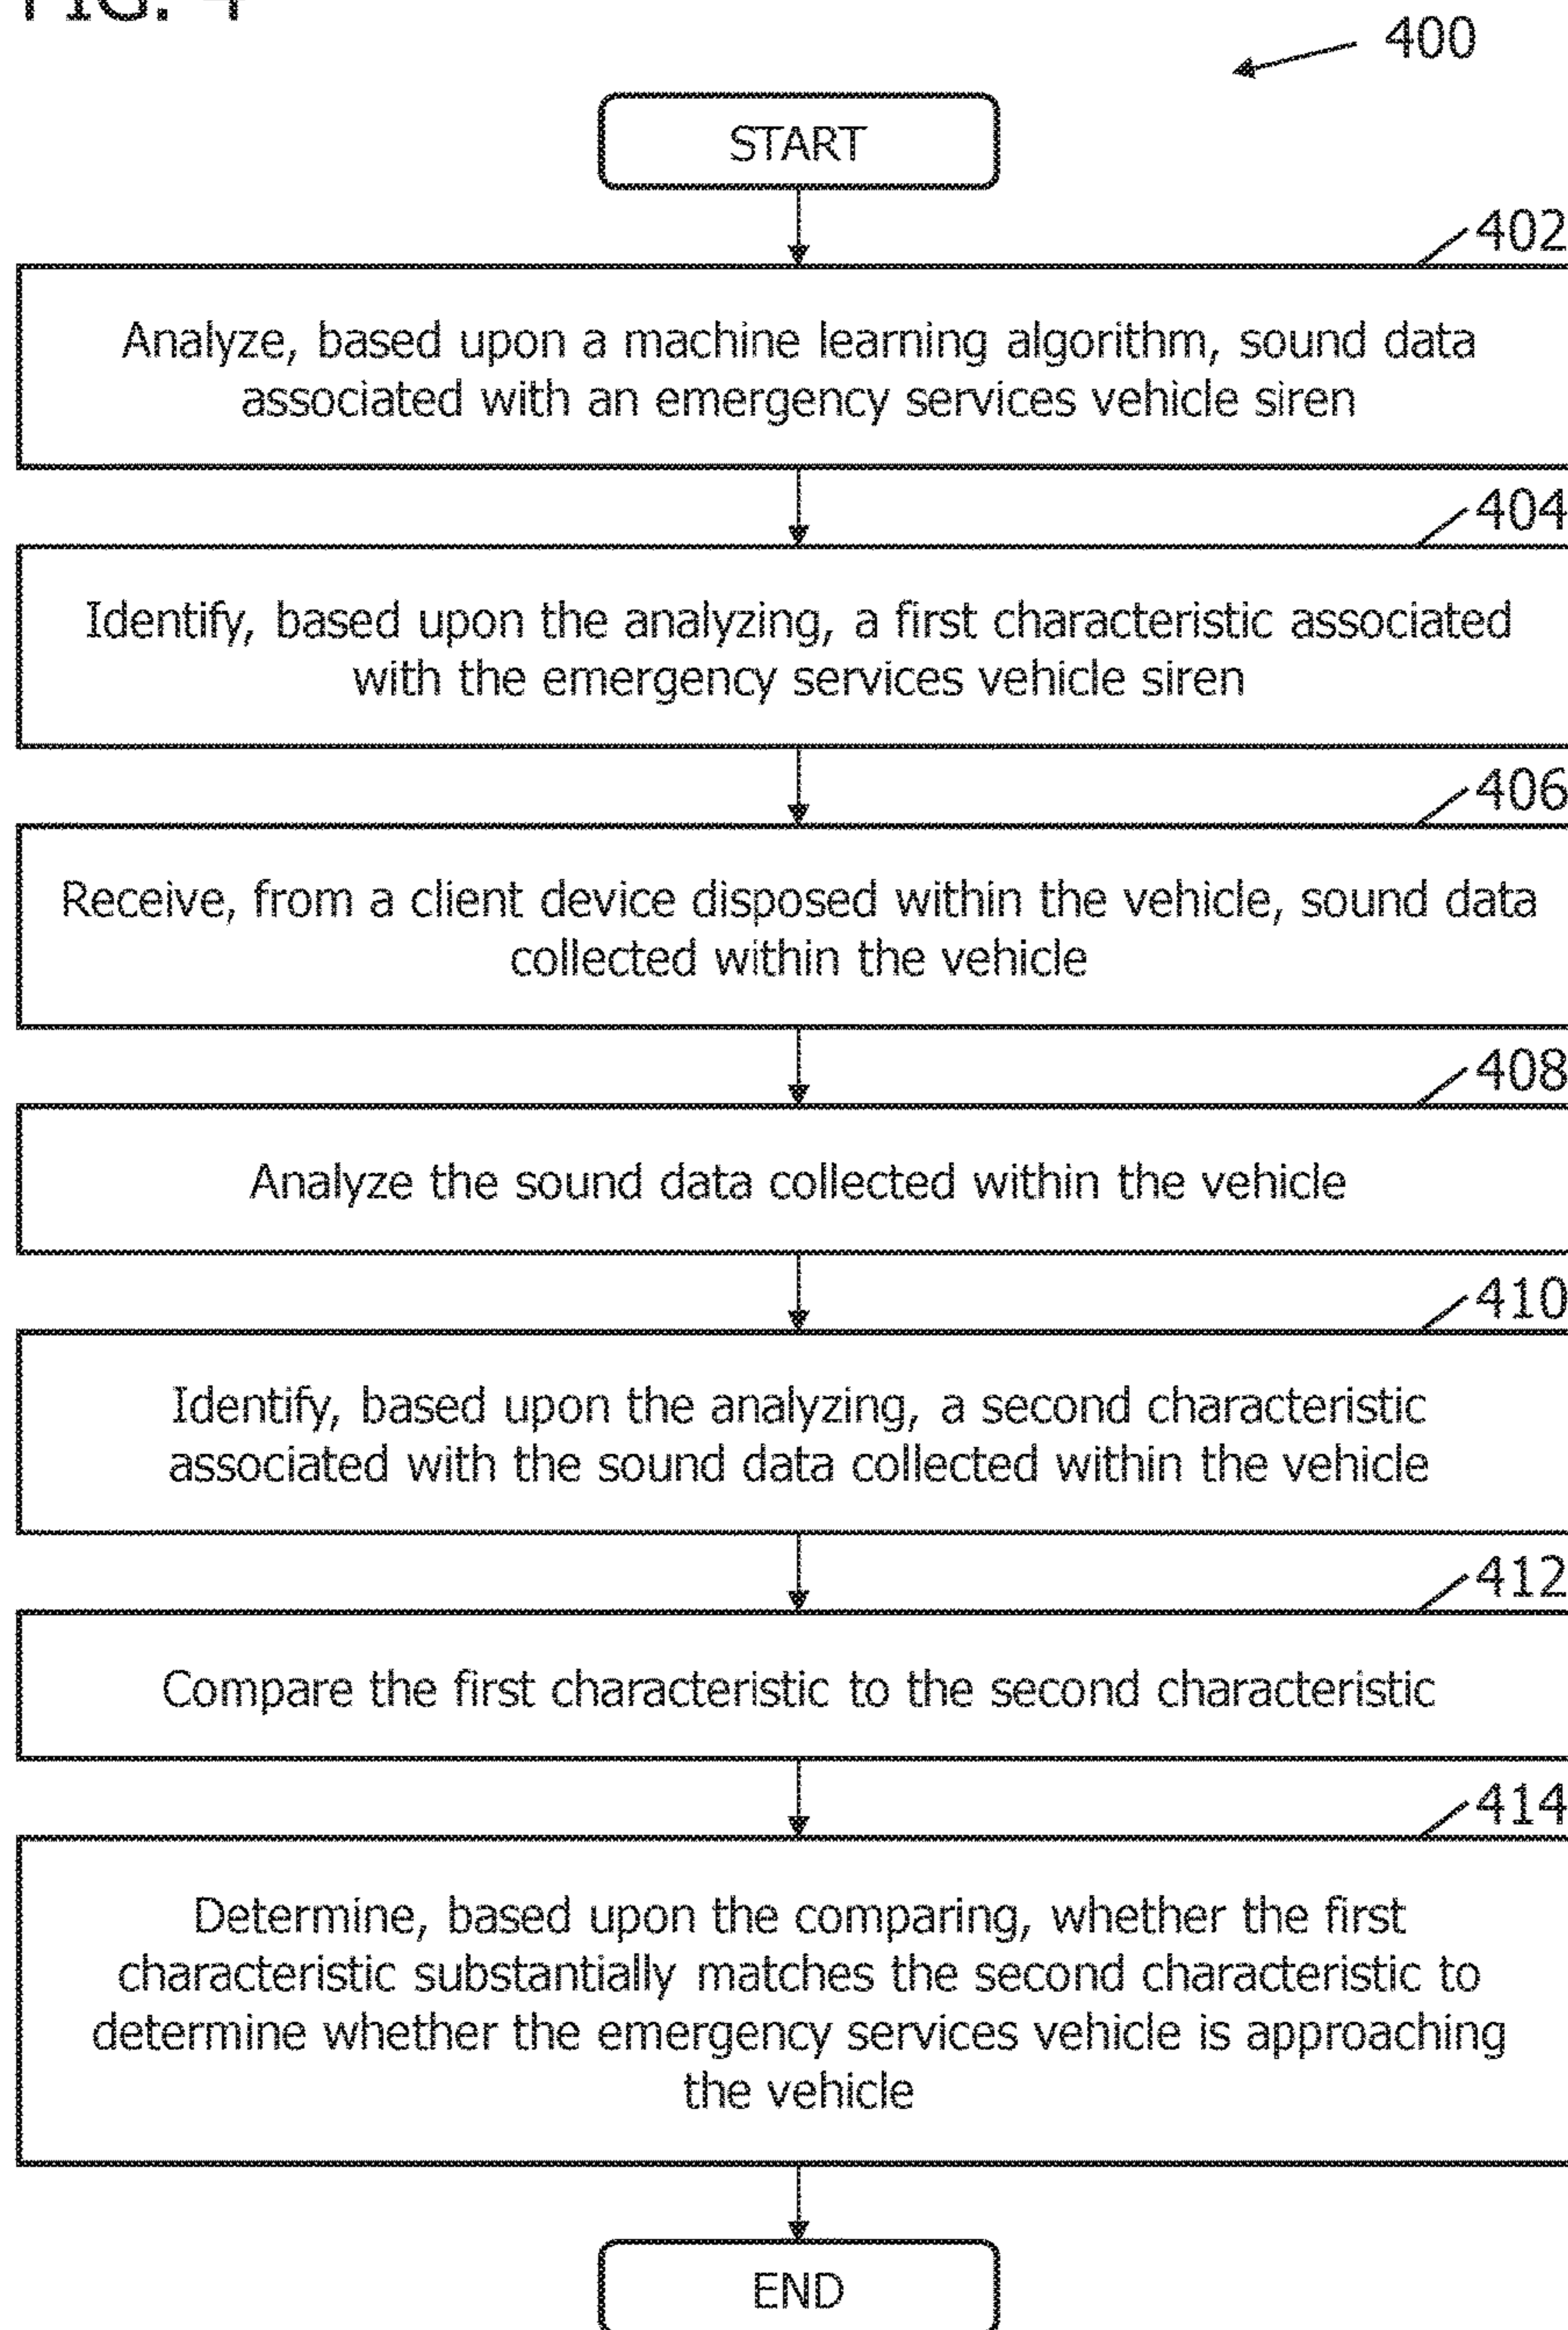 FIG. 4
400
START
402
Analyze, based upon a machine learning algorithm, sound data
associated with an emergency services vehicle siren
404
Identify, based upon the analyzing, a first characteristic associated
with the emergency services vehicle siren
406
Receive, from a client device disposed within the vehicle, sound data
collected within the vehicle
408
Analyze the sound data collected within the vehicle
410
Identify, based upon the analyzing, a second characteristic
associated with the sound data collected within the vehicle
412
Compare the first characteristic to the second characteristic
414
Determine, based upon the comparing, whether the first
characteristic substantially matches the second characteristic to
determine whether the emergency services vehicle is approaching
the vehicle
END